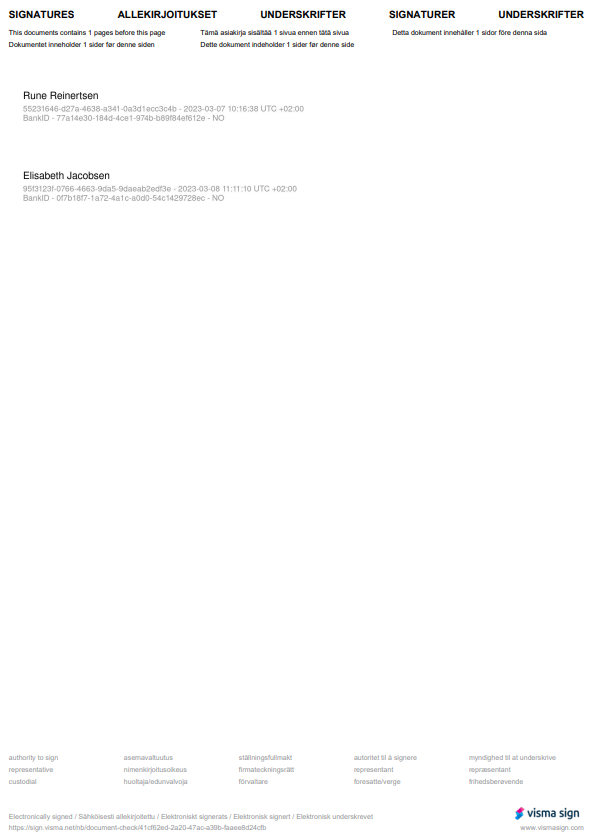 SIGNATURES ALLEKIRJOITUKSET UNDERSKRIFTER SIGNATURER UNDERSKRIFTER
This documents contains 1 pages before this page Tämä asiakirja sisältää 1 sivua ennen tätä sivua Detta dokument innehåller 1 sidor före denna sida
Dokumentet inneholder 1 sider før denne siden Dette dokument indeholder 1 sider før denne side
Rune Reinertsen
55231646-d27a-4638-a341-0a3d1ecc3c4b - 2023-03-07 10:16:38 UTC +02:00
BankID - 77a14e30-184d-4ce1-974b-b89f84ef612e - NO
Elisabeth Jacobsen
95f3123f-0766-4663-9da5-9daeab2edf3e - 2023-03-08 11:11:10 UTC +02:00
BankID - 0f7b18f7-1a72-4a1c-a0d0-54c1429728ec - NO
authority to sign asemavaltuutus ställningsfullmakt autoritet til å signere myndighed til at underskrive
representative nimenkirjoitusoikeus firmateckningsrätt representant repræsentant
custodial huoltaja/edunvalvoja förvaltare foresatte/verge frihedsberøvende
Electronically signed / Sähköisesti allekirjoitettu / Elektroniskt signerats / Elektronisk signert / Elektronisk underskrevet
visma sign
https://sign.visma.net/nb/document-check/41cf62ed-2a20-47ac-a39b-faaee8d24cfb www.vismasign.com